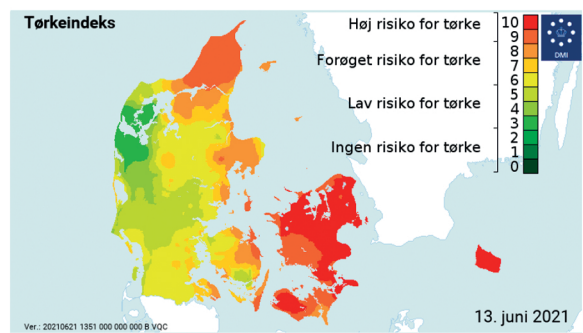 Tørkeindeks
Høj risiko for tørke
Forøget risiko for tørke
Lav risiko for tørke
Ingen risiko for tørke
10
9
8
7
6
5
4
3
2
1
0
DMI
13. juni 2021
Ver.: 20210621 1351 000 000 000 B VQC